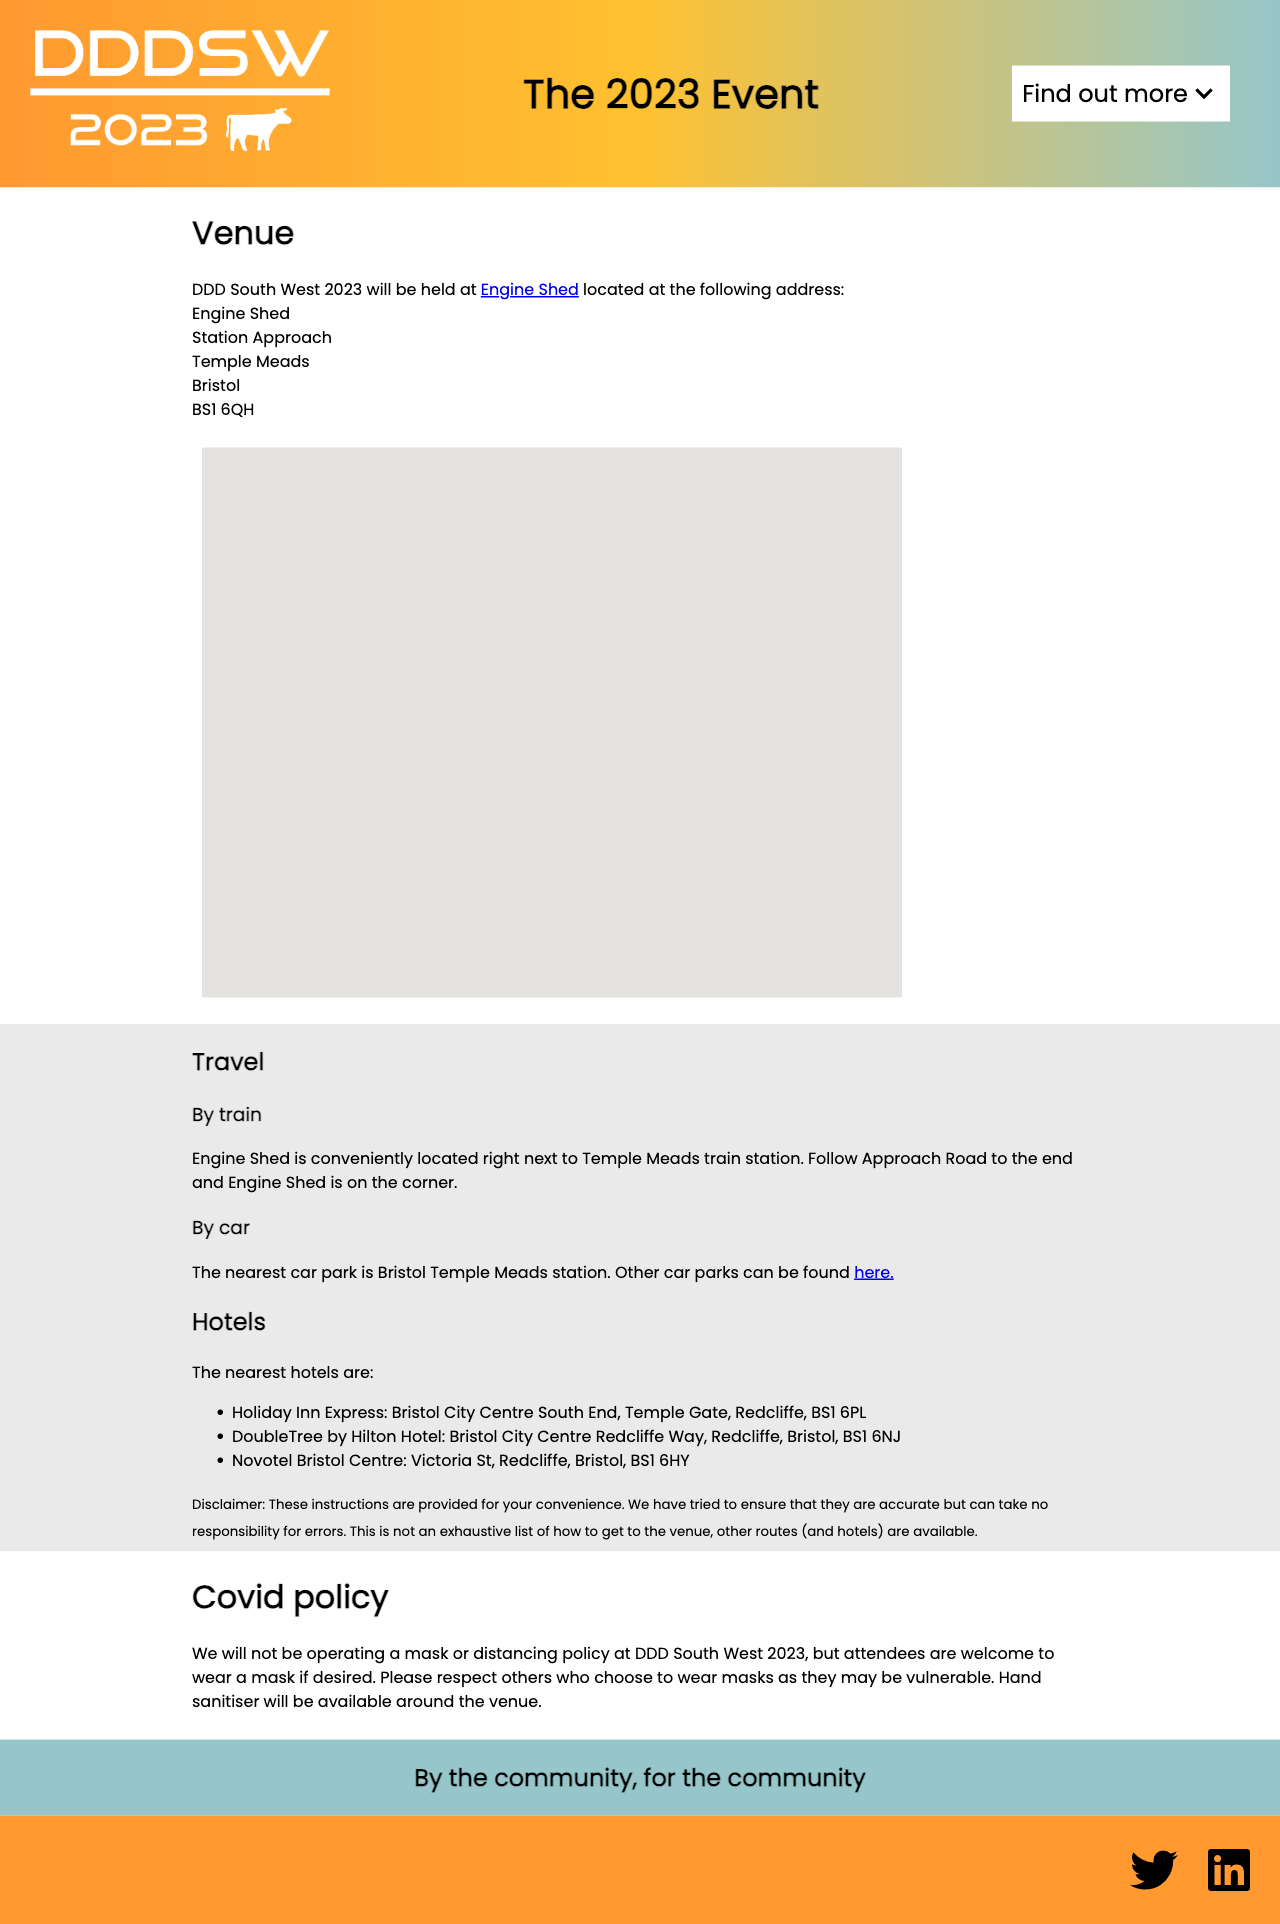 DDDSW
2023
The 2023 Event
Find out more
Venue
DDD South West 2023 will be held at Engine Shed located at the following address:
Engine Shed
Station Approach
Temple Meads
Bristol
BS1 6QH
Travel
By train
Engine Shed is conveniently located right next to Temple Meads train station. Follow Approach Road to the end
and Engine Shed is on the corner.
By car
The nearest car park is Bristol Temple Meads station. Other car parks can be found here.
Hotels
The nearest hotels are:
• Holiday Inn Express: Bristol City Centre South End, Temple Gate, Redcliffe, BS1 6PL
• DoubleTree by Hilton Hotel: Bristol City Centre Redcliffe Way, Redcliffe, Bristol, BS1 6NJ
• Novotel Bristol Centre: Victoria St, Redcliffe, Bristol, BS1 6HY
Disclaimer: These instructions are provided for your convenience. We have tried to ensure that they are accurate but can take no
responsibility for errors. This is not an exhaustive list of how to get to the venue, other routes (and hotels) are available.
Covid policy
We will not be operating a mask or distancing policy at DDD South West 2023, but attendees are welcome to
wear a mask if desired. Please respect others who choose to wear masks as they may be vulnerable. Hand
sanitiser will be available around the venue.
By the community, for the community
in